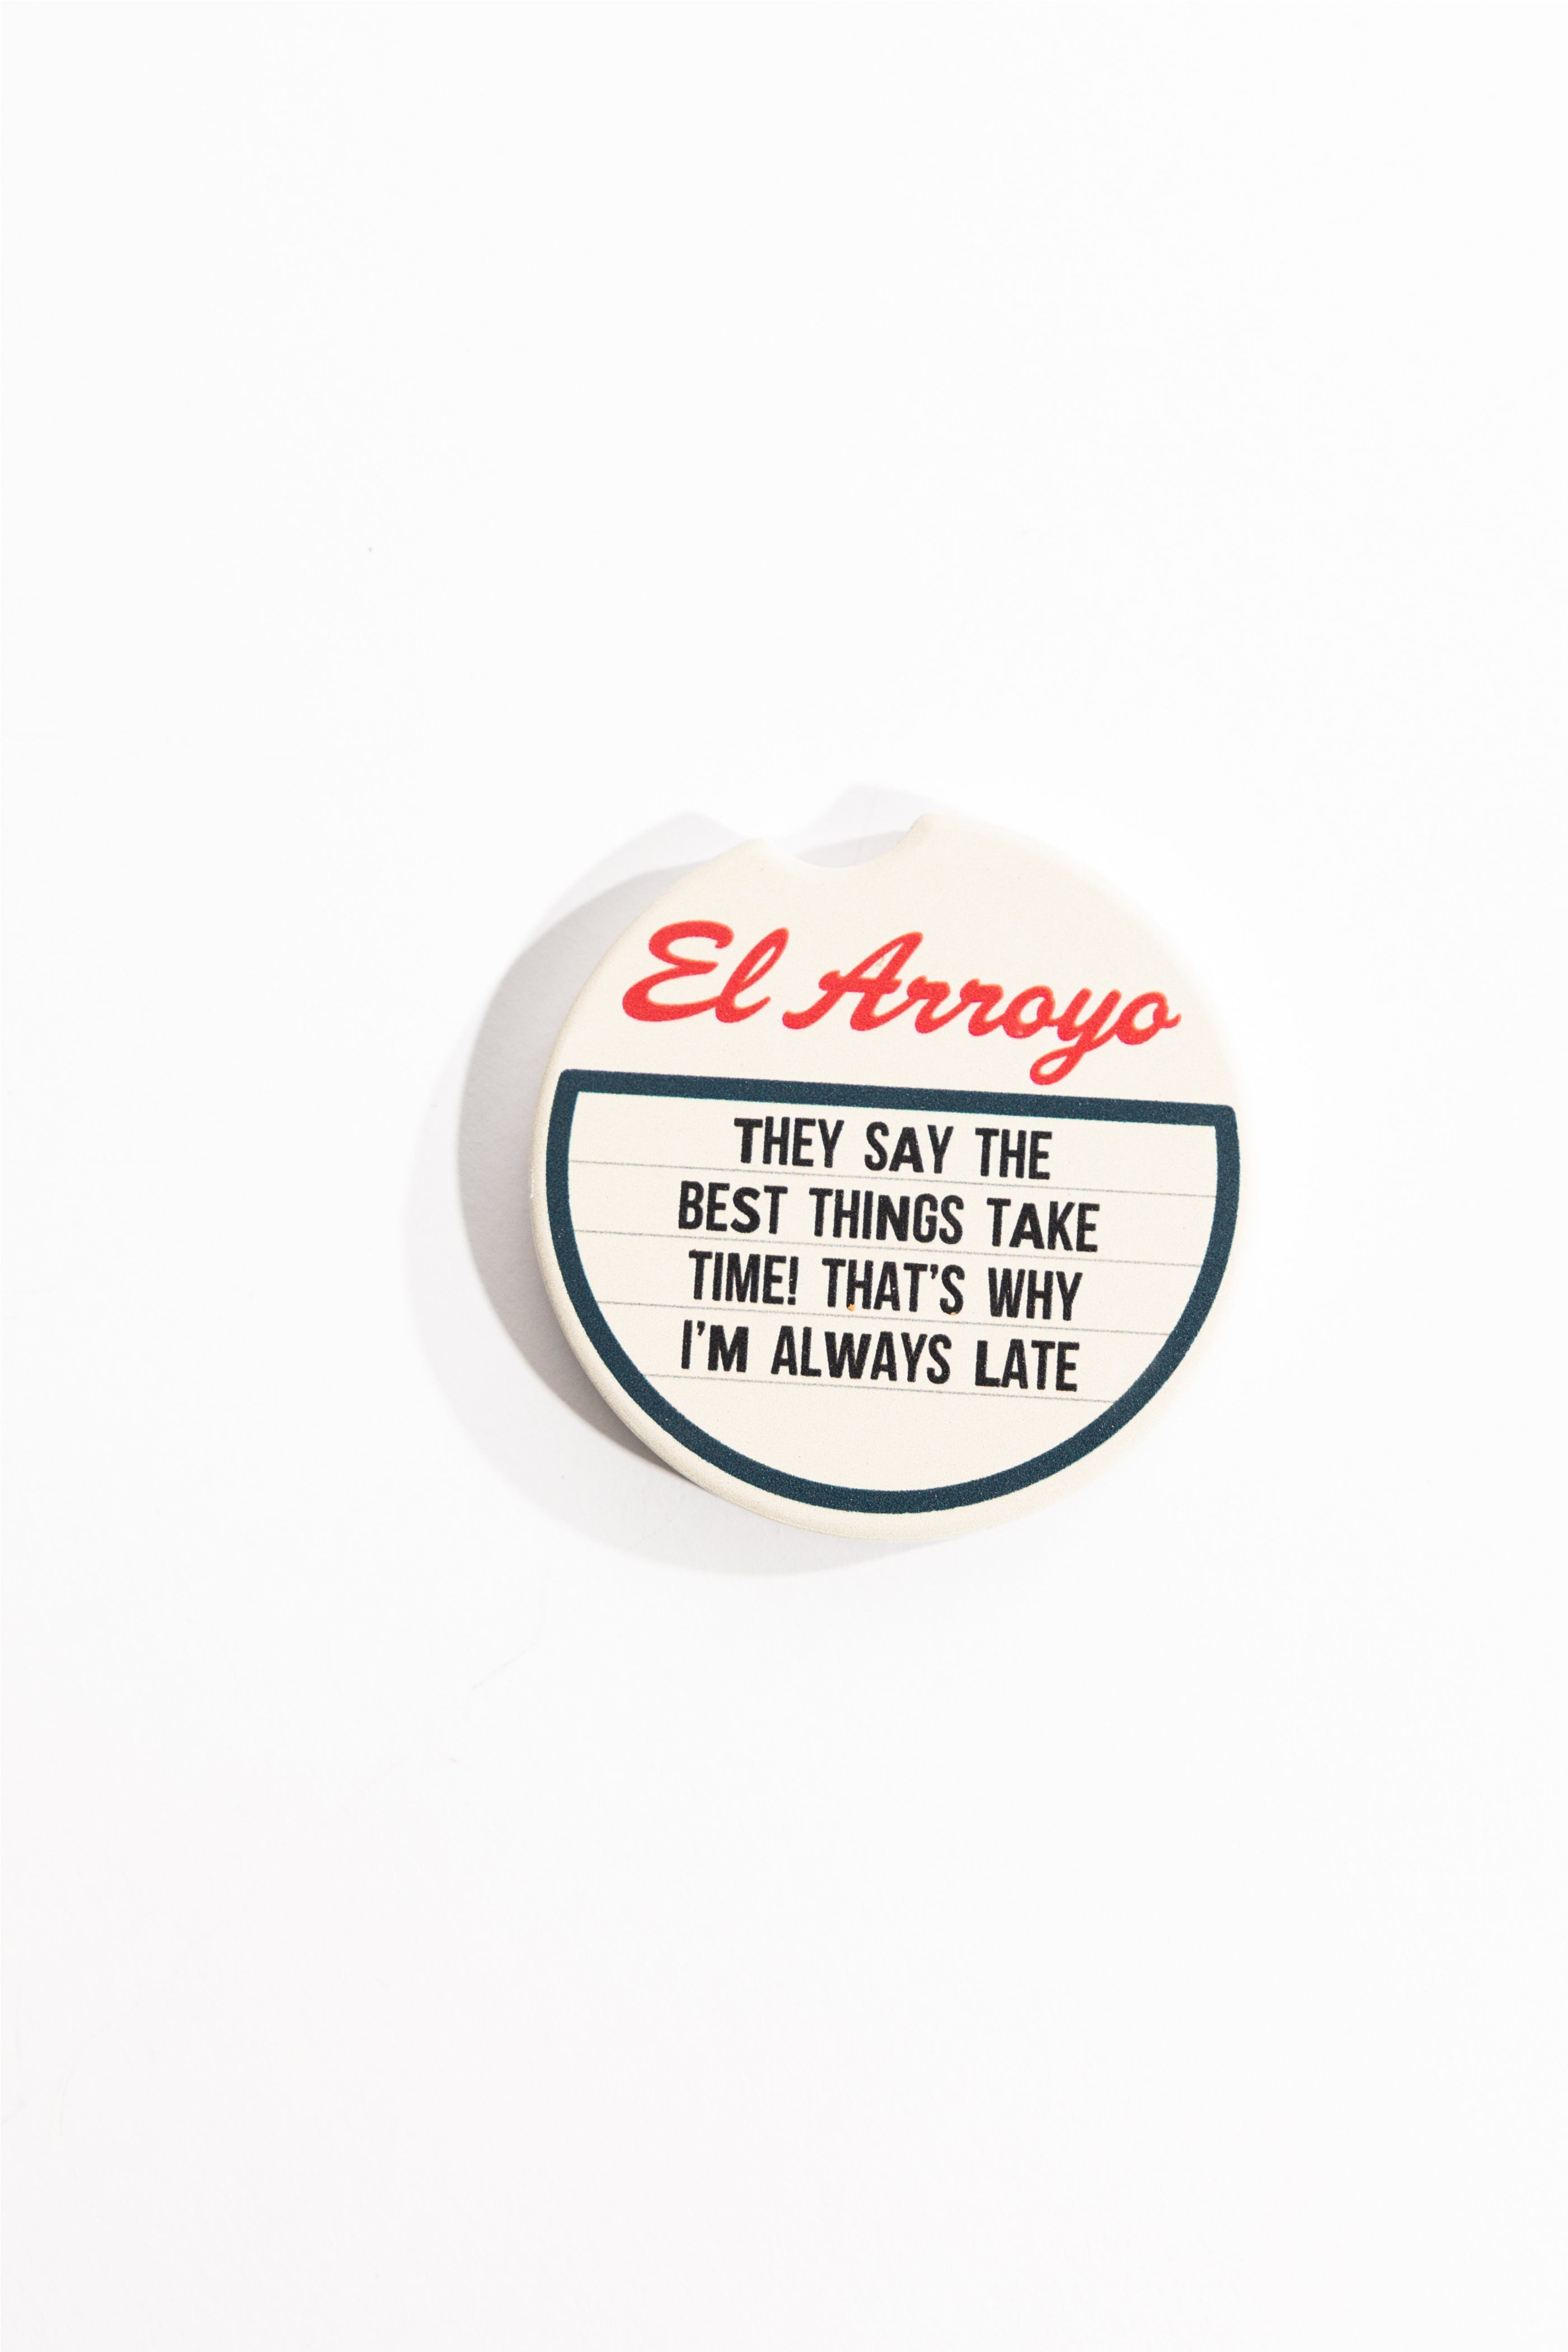 El Arroyo
THEY SAY THE
BEST THINGS TAKE
TIME! THAT'S WHY
I'M ALWAYS LATE